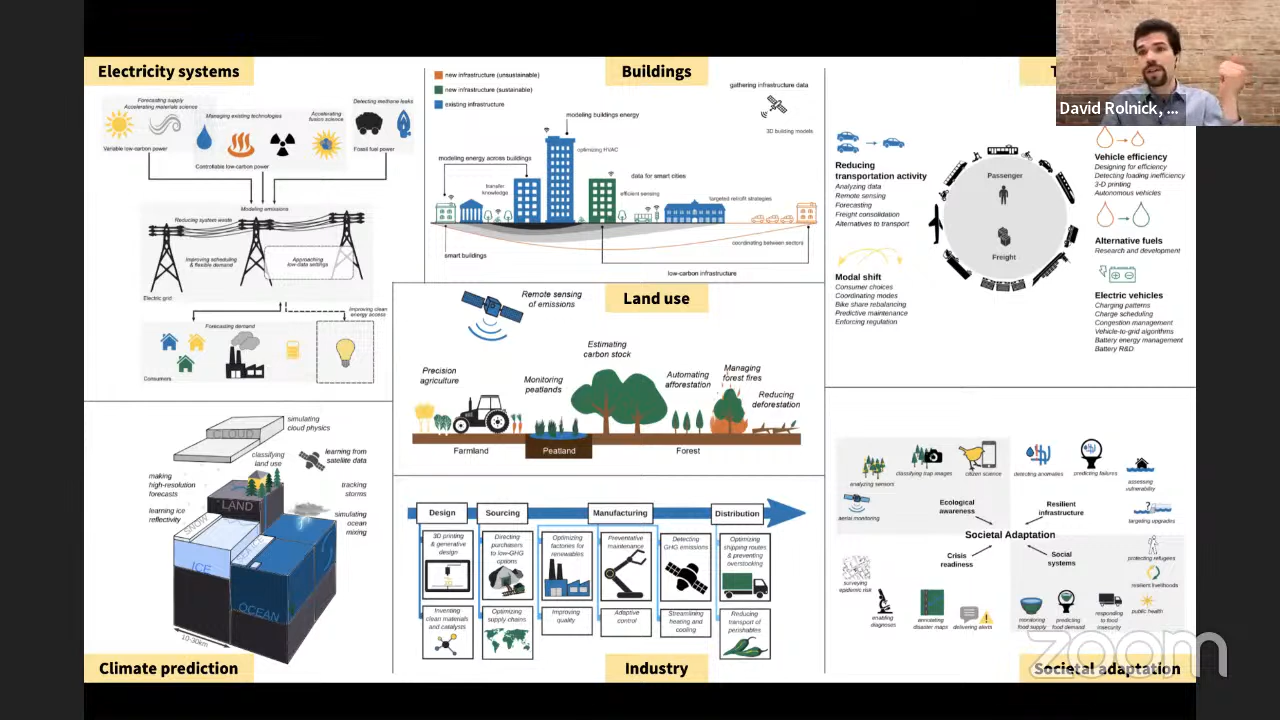 Electricity systems
Forecasting supply
Accelerating materials science
Managing existing technologies
Accelerating
fusion science
Detecting methane leaks
Variable low-carbon power
Controllable low-carbon power
Fossil fuel power
Modeling emissions
Reducing system waste
Improving scheduling
& flexible demand
Approaching
low-data settings
Electric grid
Improving clean
energy access
Forecasting demand
Consumers
Buildings
new infrastructure (unsustainable)
new infrastructure (sustainable)
existing infrastructure
gathering infrastructure data
3D building models
modeling buildings energy
optimizing HVAC
modeling energy across buildings
transfer
knowledge
data for smart cities
efficient sensing
targeted retrofit strategies
coordinating between sectors
smart buildings
low-carbon infrastructure
T
David Rolnick, ...
Reducing
transportation activity
Analyzing data
Remote sensing
Forecasting
Freight consolidation
Alternatives to transport
Modal shift
Consumer choices
Coordinating modes
Bike share rebalancing
Predictive maintenance
Enforcing regulation
Passenger
Freight
Vehicle efficiency
Designing for efficiency
Detecting loading inefficiency
3-D printing
Autonomous vehicles
Alternative fuels
Research and development
Electric vehicles
Charging patterns
Charge scheduling
Congestion management
Vehicle-to-grid algorithms
Battery energy management
Battery R&D
Land use
Remote sensing
of emissions
Precision
agriculture
Monitoring
peatlands
Estimating
carbon stock
Automating
afforestation
Managing
forest fires
Reducing
deforestation
Farmland
Peatland
Forest
simulating
cloud physics
CLOUD
classifying
land use
learning from
satellite data
making
high-resolution
forecasts
tracking
storms
learning ice
reflectivity
simulating
ocean
mixing
LAND
SNOW
ICE
OCEAN
10-30km
Climate prediction
Design
Sourcing
Manufacturing
Distribution
3D printing
& generative
design
Directing
purchasers
to low-GHG
options
Optimizing
factories for
renewables
Preventative
maintenance
Detecting
GHG emissions
Optimizing
shipping routes
& preventing
overstocking
Inventing
clean materials
and catalysts
Optimizing
supply chains
Improving
quality
Adaptive
control
Streamlining
heating and
cooling
Reducing
transport of
perishables
Industry
analyzing sensors
classifying trap images
citizen science
detecting anomalies
predicting failures
assessing
vulnerability
aerial monitoring
Ecological
awareness
Resilient
infrastructure
targeting upgrades
Societal Adaptation
Crisis
readiness
Social
systems
protecting refugees
surveying
epidemic risk
resilient livelihoods
enabling
diagnoses
annotating
disaster maps
delivering alerts
monitoring
food supply
predicting
food demand
responding
to food
insecurity
public health
Societal adaptation
zoom